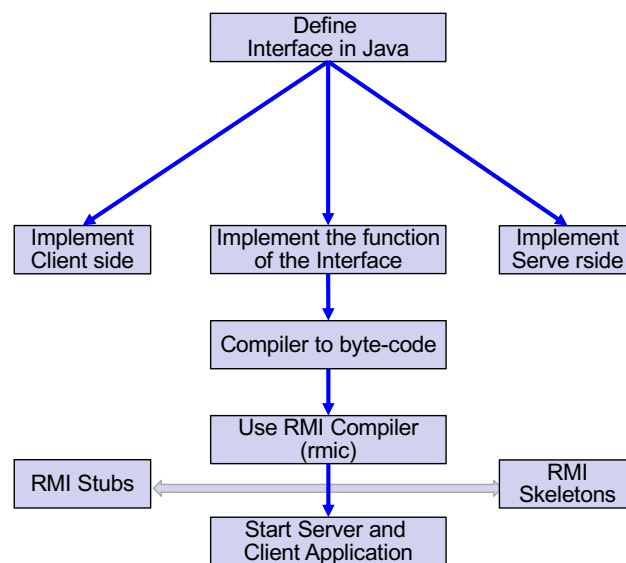 Define
Interface in Java
Implement
Client side
Implement the function
of the Interface
Implement
Serve rside
Compiler to byte-code
Use RMI Compiler
(rmic)
RMI Stubs
RMI
Skeletons
Start Server and
Client Application